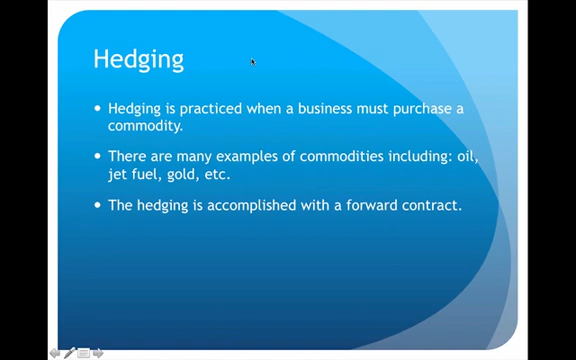 Hedging
• Hedging is practiced when a business must purchase a
commodity.
• There are many examples of commodities including: oil,
jet fuel, gold, etc.
• The hedging is accomplished with a forward contract.